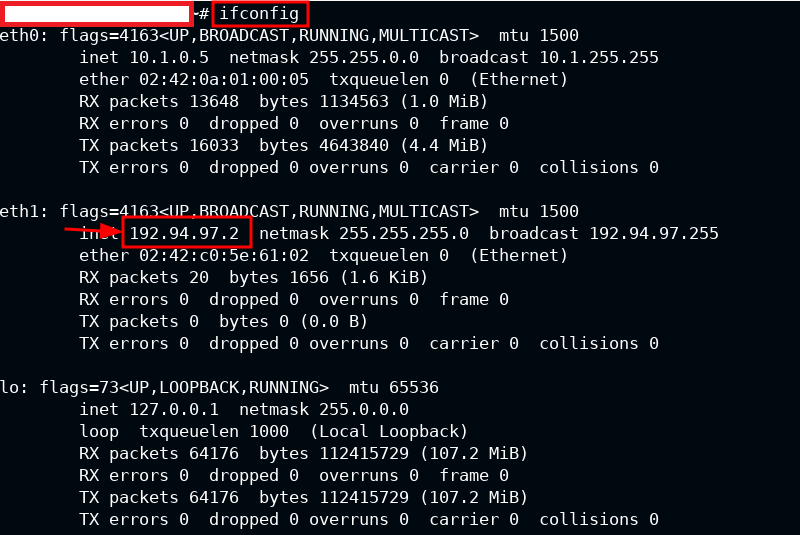 ~# ifconfig
eth0: flags=4163<UP,BROADCAST,RUNNING,MULTICAST>  mtu 1500
        inet 10.1.0.5  netmask 255.255.0.0  broadcast 10.1.255.255
        ether 02:42:0a:01:00:05  txqueuelen 0  (Ethernet)
        RX packets 13648  bytes 1134563 (1.0 MiB)
        RX errors 0  dropped 0  overruns 0  frame 0
        TX packets 16033  bytes 4643840 (4.4 MiB)
        TX errors 0  dropped 0 overruns 0  carrier 0  collisions 0

eth1: flags=4163<UP,BROADCAST,RUNNING,MULTICAST>  mtu 1500
        inet 192.94.97.2  netmask 255.255.255.0  broadcast 192.94.97.255
        ether 02:42:c0:5e:61:02  txqueuelen 0  (Ethernet)
        RX packets 20  bytes 1656 (1.6 KiB)
        RX errors 0  dropped 0  overruns 0  frame 0
        TX packets 0  bytes 0 (0.0 B)
        TX errors 0  dropped 0 overruns 0  carrier 0  collisions 0

lo: flags=73<UP,LOOPBACK,RUNNING>  mtu 65536
        inet 127.0.0.1  netmask 255.0.0.0
        loop  txqueuelen 1000  (Local Loopback)
        RX packets 64176  bytes 112415729 (107.2 MiB)
        RX errors 0  dropped 0  overruns 0  frame 0
        TX packets 64176  bytes 112415729 (107.2 MiB)
        TX errors 0  dropped 0 overruns 0  carrier 0  collisions 0